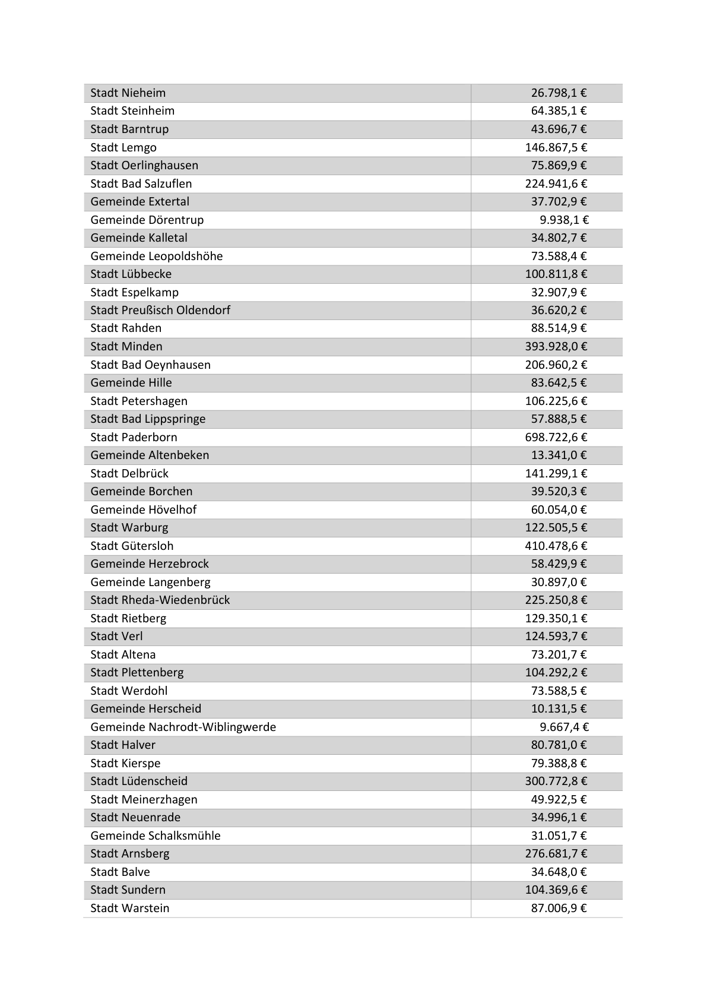 Stadt Nieheim 26.798,1 €
Stadt Steinheim 64.385,1 €
Stadt Barntrup 43.696,7 €
Stadt Lemgo 146.867,5 €
Stadt Oerlinghausen 75.869,9 €
Stadt Bad Salzuflen 224.941,6 €
Gemeinde Extertal 37.702,9 €
Gemeinde Dörentrup 9.938,1 €
Gemeinde Kalletal 34.802,7 €
Gemeinde Leopoldshöhe 73.588,4 €
Stadt Lübbecke 100.811,8 €
Stadt Espelkamp 32.907,9 €
Stadt Preußisch Oldendorf 36.620,2 €
Stadt Rahden 88.514,9 €
Stadt Minden 393.928,0 €
Stadt Bad Oeynhausen 206.960,2 €
Gemeinde Hille 83.642,5 €
Stadt Petershagen 106.225,6 €
Stadt Bad Lippspringe 57.888,5 €
Stadt Paderborn 698.722,6 €
Gemeinde Altenbeken 13.341,0 €
Stadt Delbrück 141.299,1 €
Gemeinde Borchen 39.520,3 €
Gemeinde Hövelhof 60.054,0 €
Stadt Warburg 122.505,5 €
Stadt Gütersloh 410.478,6 €
Gemeinde Herzebrock 58.429,9 €
Gemeinde Langenberg 30.897,0 €
Stadt Rheda-Wiedenbrück 225.250,8 €
Stadt Rietberg 129.350,1 €
Stadt Verl 124.593,7 €
Stadt Altena 73.201,7 €
Stadt Plettenberg 104.292,2 €
Stadt Werdohl 73.588,5 €
Gemeinde Herscheid 10.131,5 €
Gemeinde Nachrodt-Wiblingwerde 9.667,4 €
Stadt Halver 80.781,0 €
Stadt Kierspe 79.388,8 €
Stadt Lüdenscheid 300.772,8 €
Stadt Meinerzhagen 49.922,5 €
Stadt Neuenrade 34.996,1 €
Gemeinde Schalksmühle 31.051,7 €
Stadt Arnsberg 276.681,7 €
Stadt Balve 34.648,0 €
Stadt Sundern 104.369,6 €
Stadt Warstein 87.006,9 €